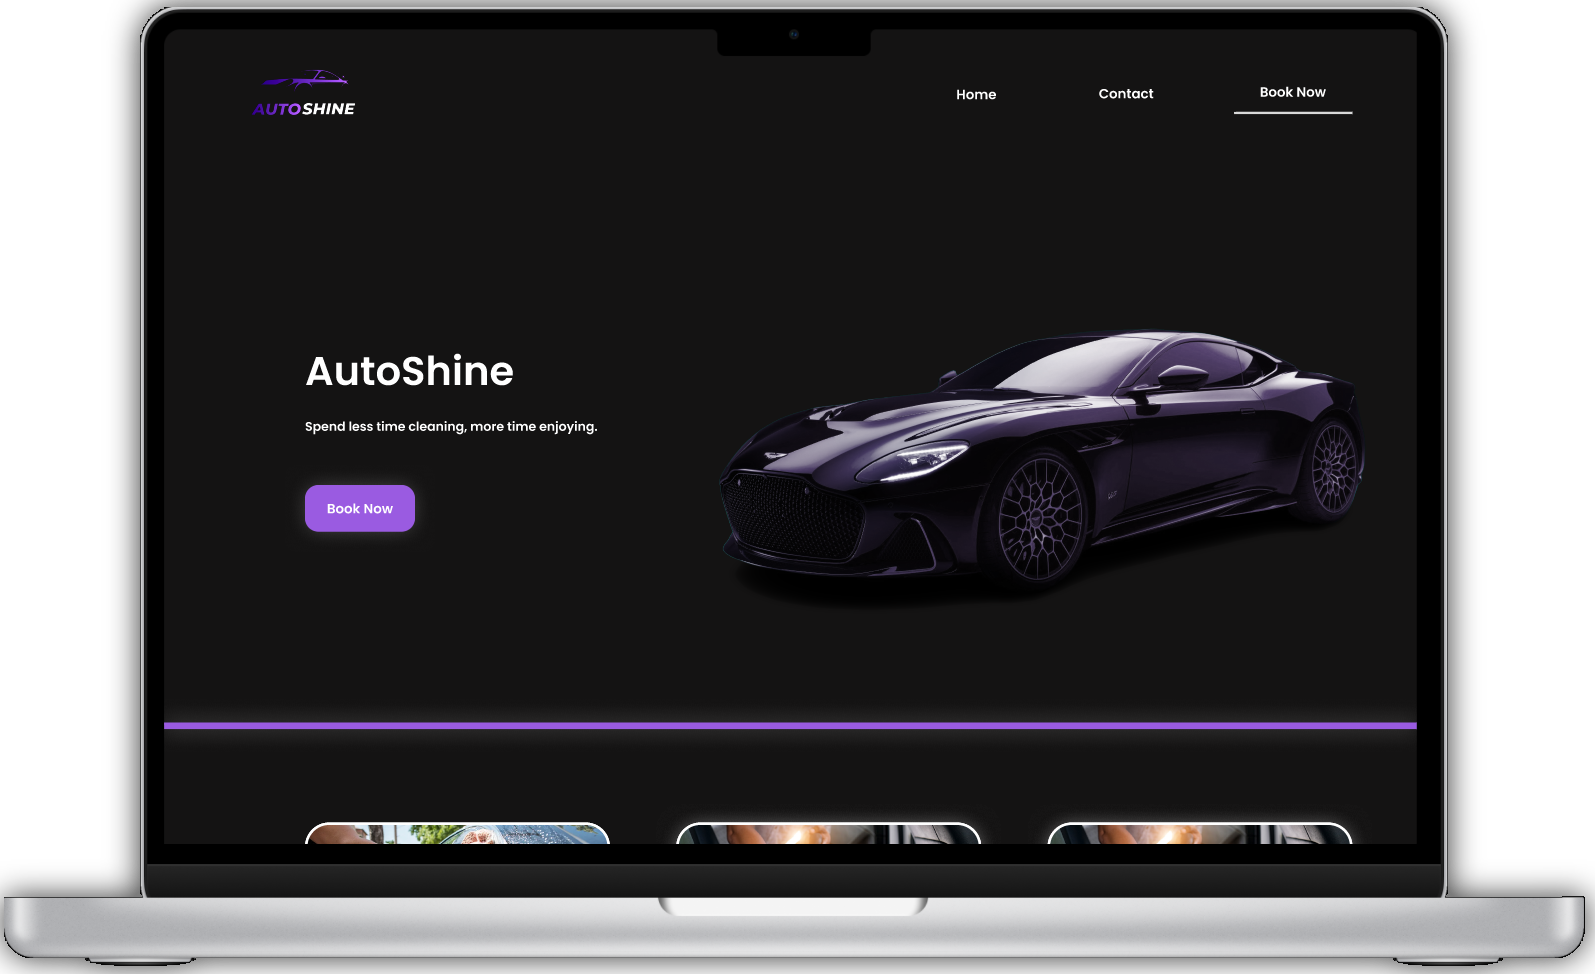 AUTOSHINE
Home
Contact
Book Now
AutoShine
Spend less time cleaning, more time enjoying.
Book Now